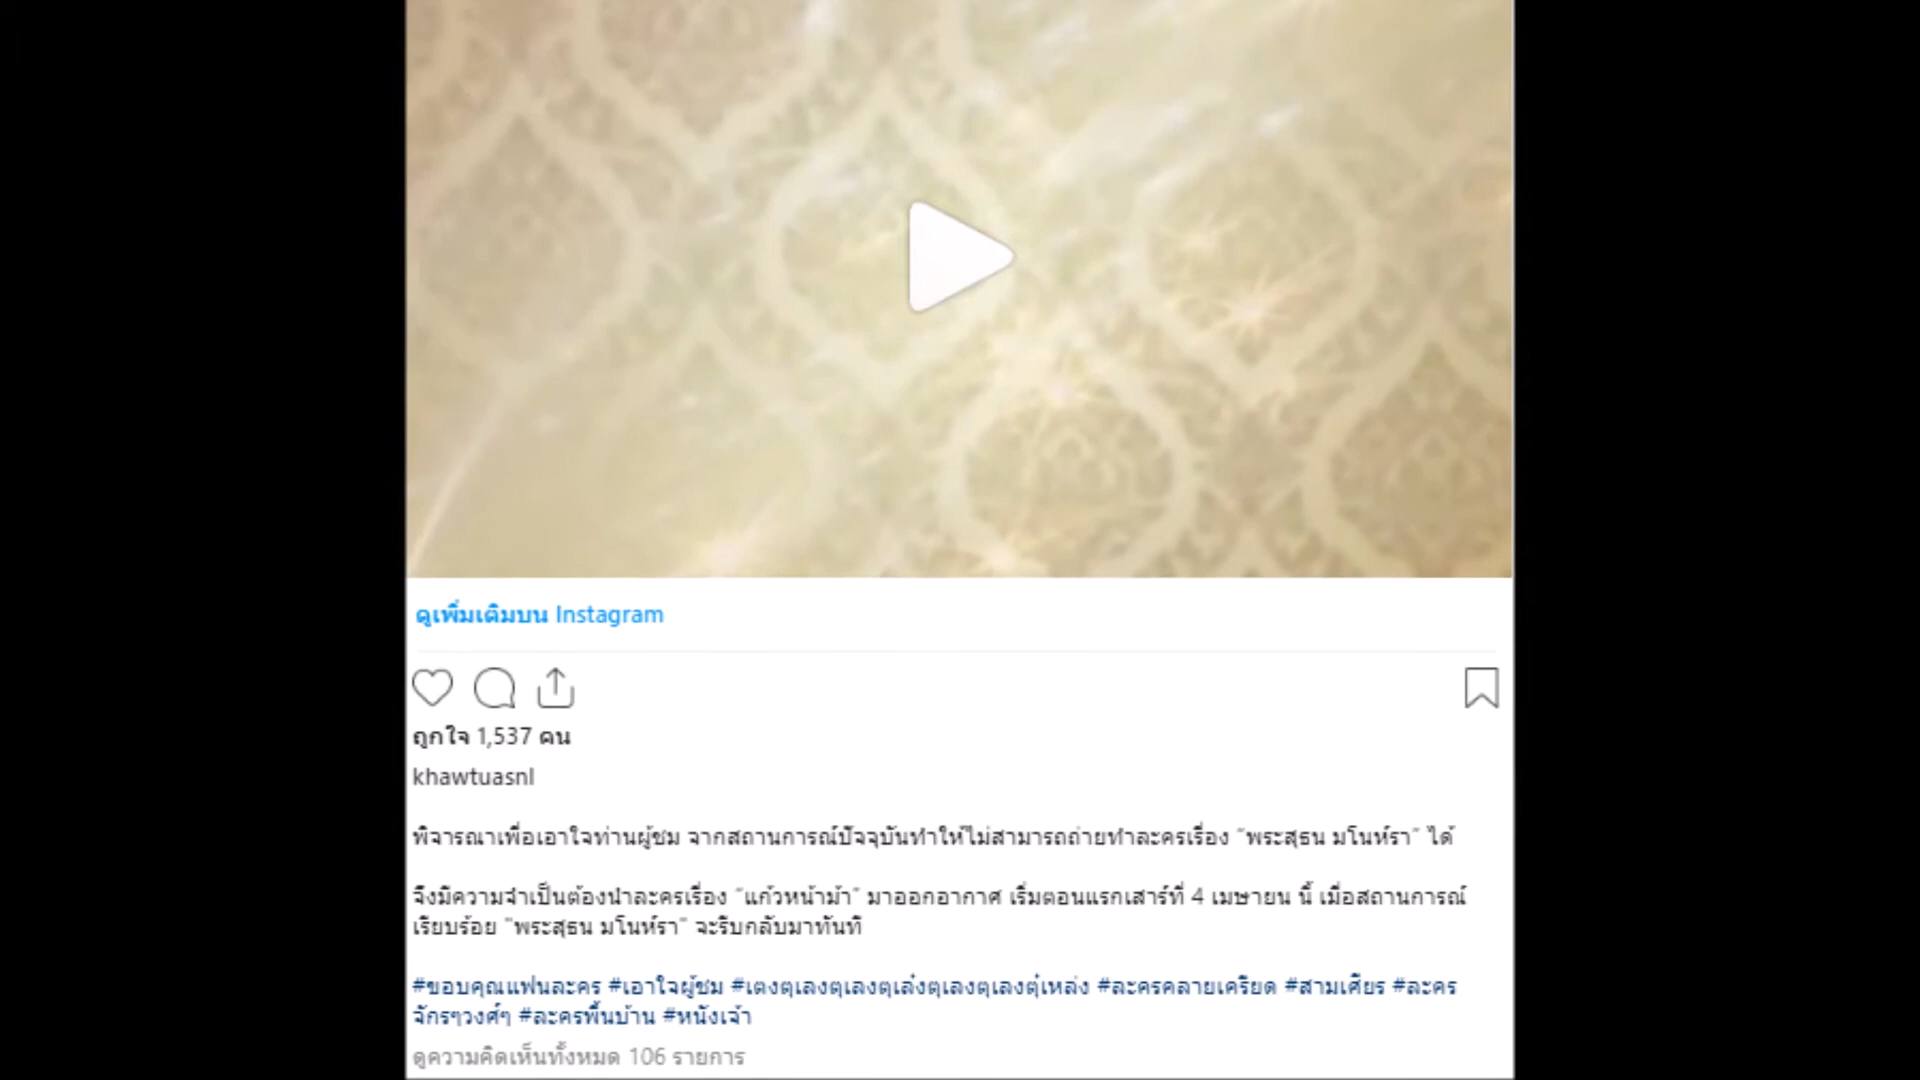 ดูเพิ่มเติมบน Instagram
ถูกใจ 1,537 คน
khawtuasnl
พิจารณาเพื่อเอาใจท่านผู้ชม จากสถานการณ์ปัจจุบันทำให้ไม่สามารถถ่ายทำละครเรื่อง "พระสุธน มโนห์รา" ได้
จึงมีความจำเป็นต้องนำละครเรื่อง "แก้วหน้าม้า" มาออกอากาศ เริ่มตอนแรกเสาร์ที่ 4 เมษายน นี้ เมื่อสถานการณ์
เรียบร้อย "พระสุธน มโนห์รา" จะรีบกลับมาทันที
#ขอบคุณแฟนละคร #เอาใจผู้ชม #เตงตุเลงตุเลงตุเล๋งตุเลงตุเลงตุ๋เหล่ง #ละครคลายเครียด #สามเศียร #ละคร
จักรๆวงศ์ๆ #ละครพื้นบ้าน #หนังเจ้า
ดูความคิดเห็นทั้งหมด 106 รายการ